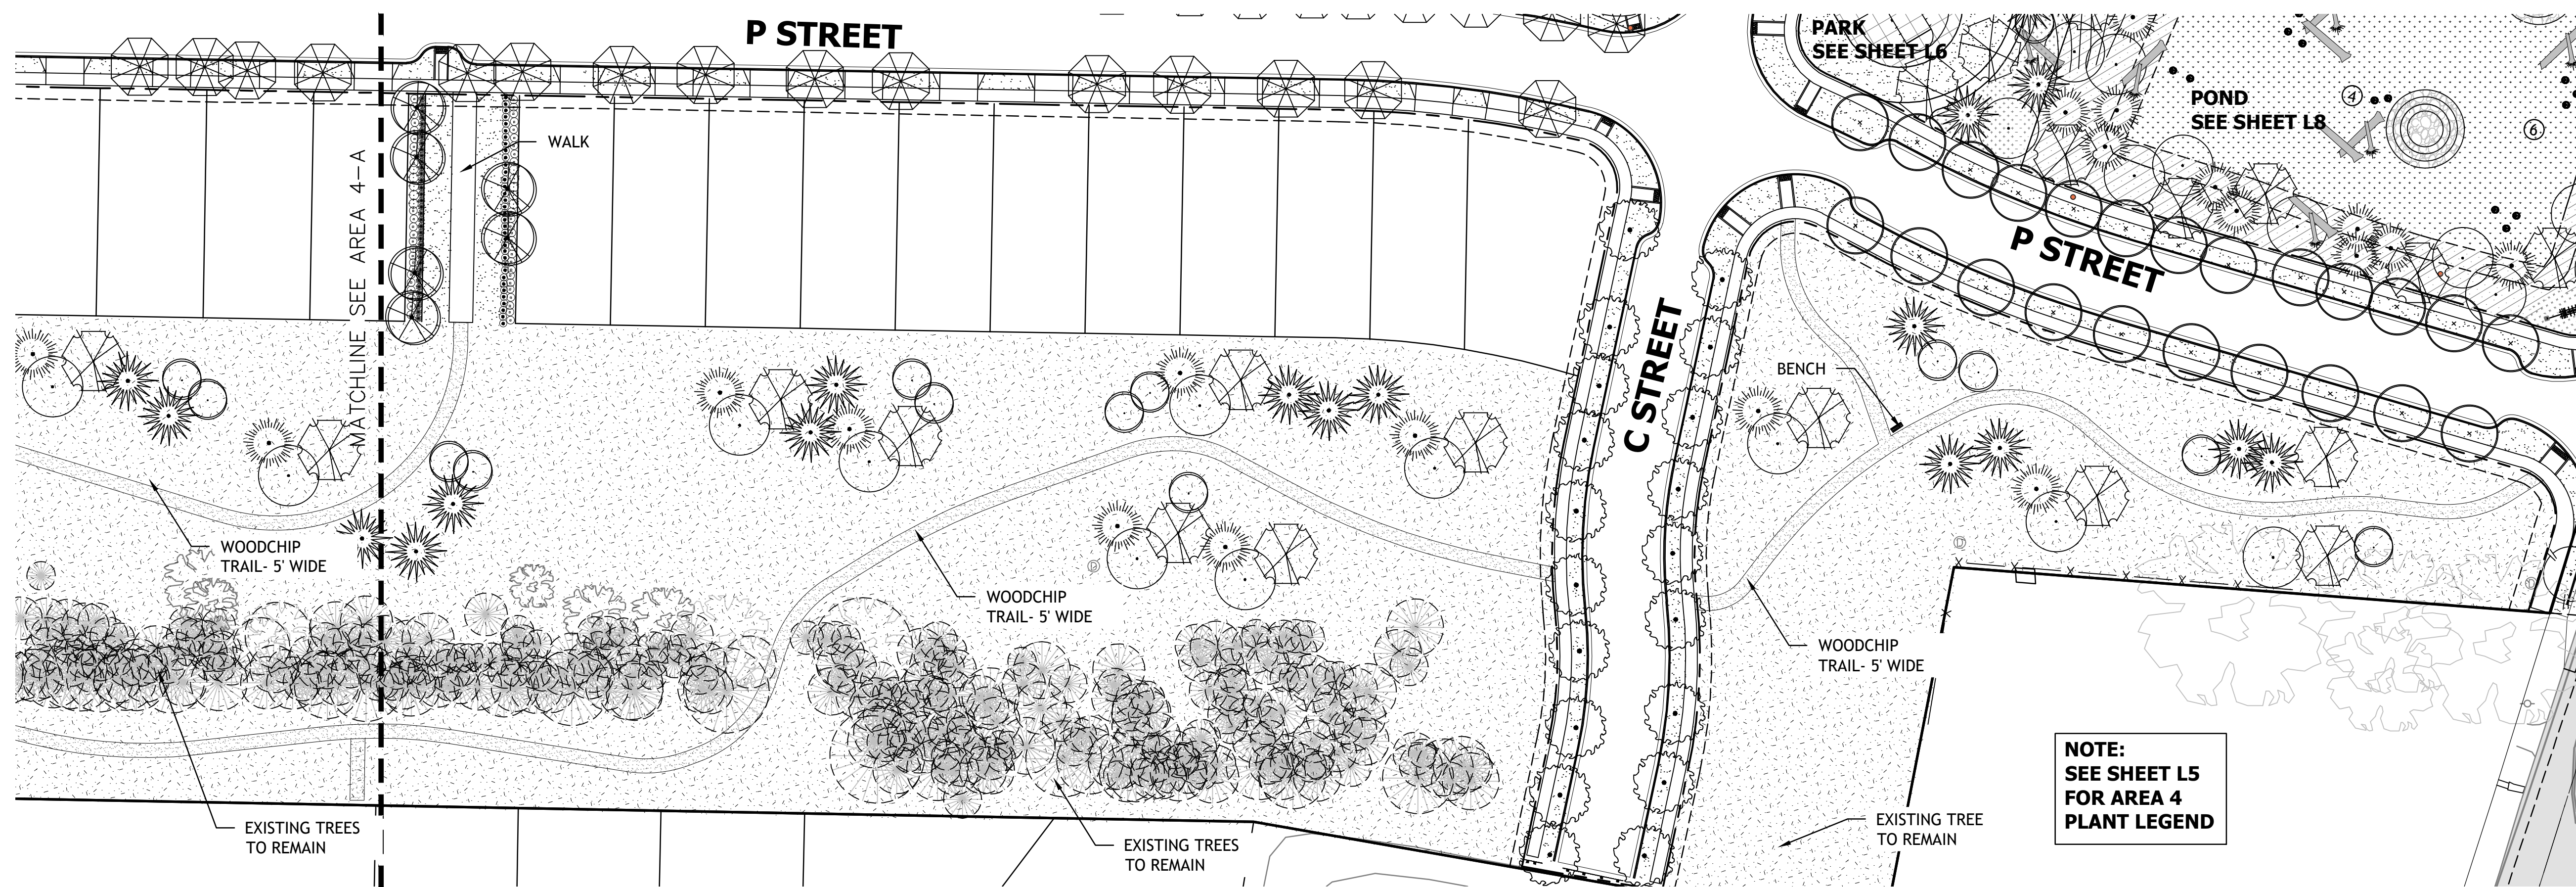 P STREET
PARK
SEE SHEET L6
POND
SEE SHEET L8
4
6
WALK
MATCHLINE SEE AREA 4-A
P STREET
C STREET
BENCH
WOODCHIP
TRAIL- 5' WIDE
WOODCHIP
TRAIL- 5' WIDE
WOODCHIP
TRAIL- 5' WIDE
NOTE:
SEE SHEET L5
FOR AREA 4
PLANT LEGEND
EXISTING TREES
TO REMAIN
EXISTING TREES
TO REMAIN
EXISTING TREE
TO REMAIN